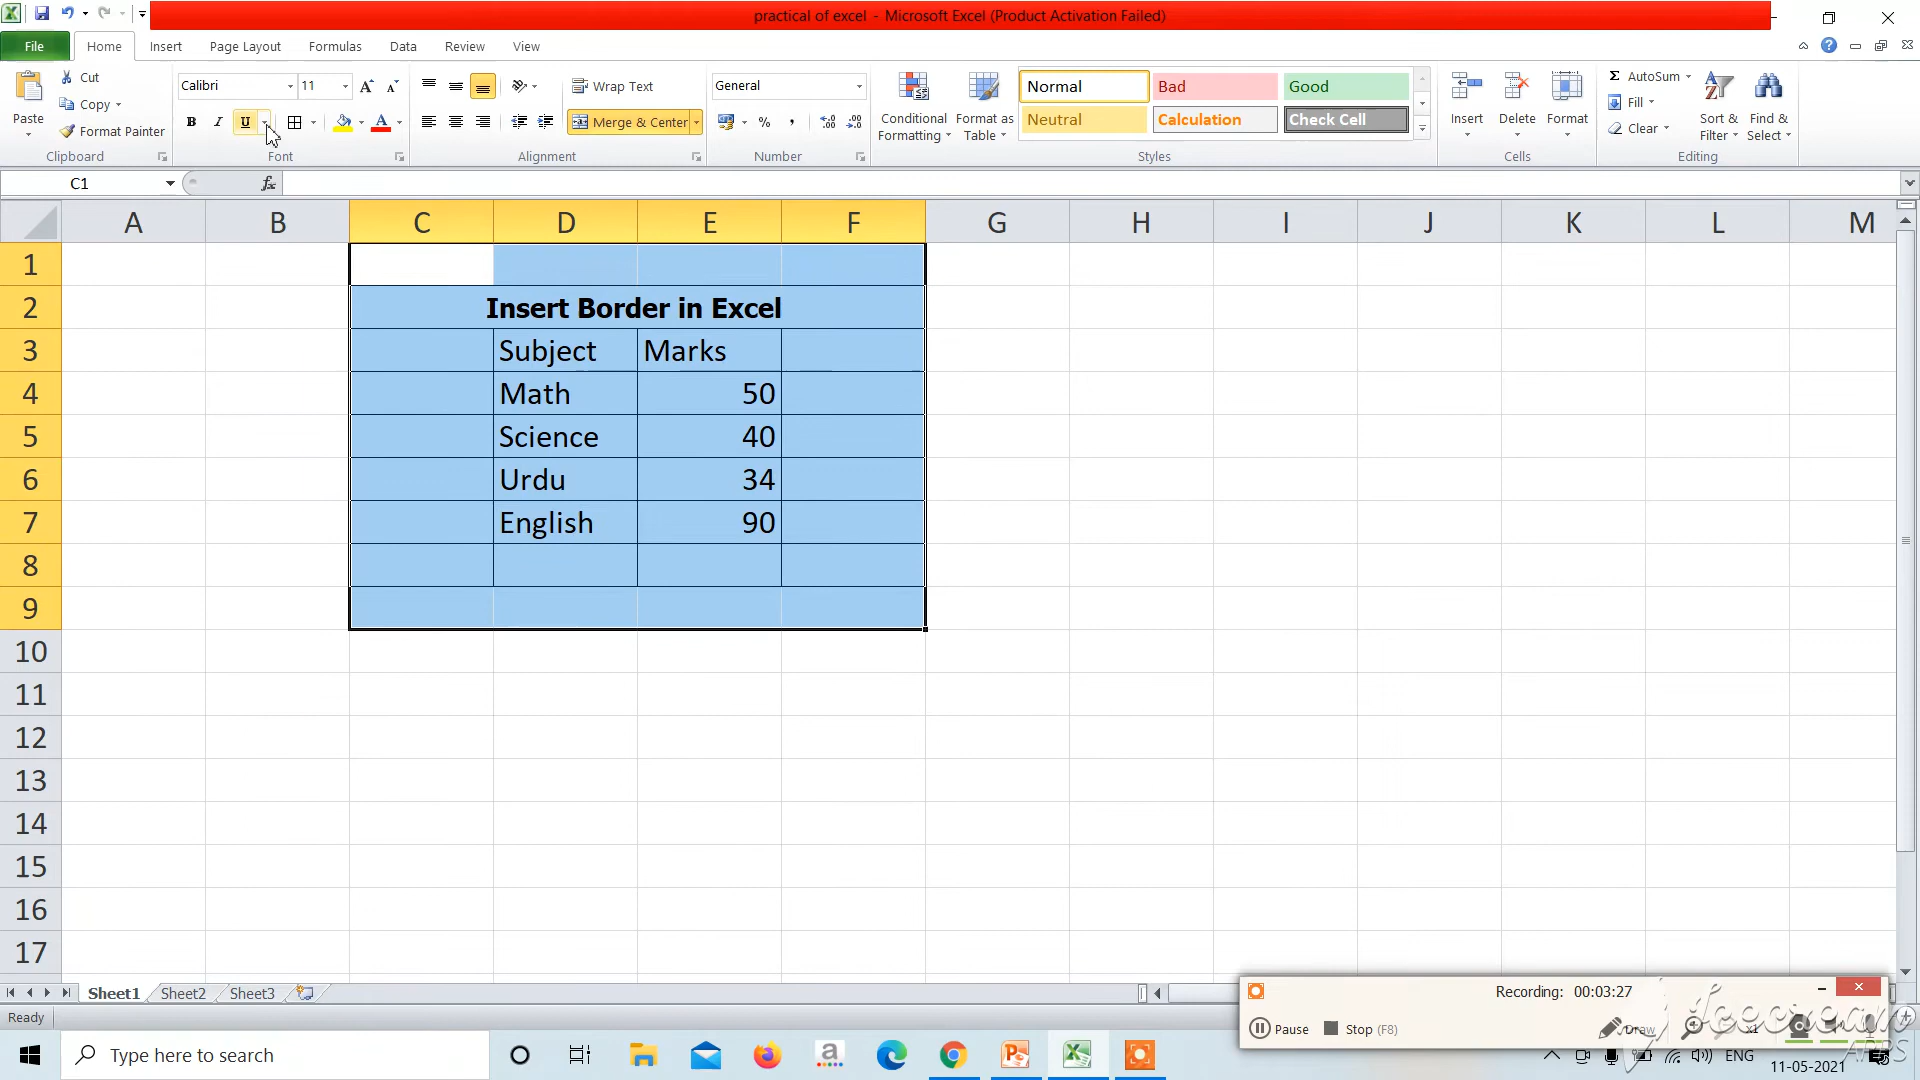 practical of excel - Microsoft Excel (Product Activation Failed)
File Home Insert Page Layout Formulas Data Review View
Paste Cut Copy Format Painter Clipboard
Calibri 11 B I U A Font
Wrap Text Merge & Center Alignment
General % , Number
Conditional Formatting Format as Table
Normal Bad Good
Neutral Calculation Check Cell
Styles
Insert Delete Format Cells
Σ AutoSum Fill Clear Sort & Filter Find & Select Editing
C1 fx
A B C D E F G H I J K L M
1
2 Insert Border in Excel
3 Subject Marks
4 Math 50
5 Science 40
6 Urdu 34
7 English 90
8
9
10
11
12
13
14
15
16
17
Sheet1 Sheet2 Sheet3
Ready
Recording: 00:03:27
Pause Stop (F8) Draw x1
icecream APPS
Type here to search
ENG
11-05-2021